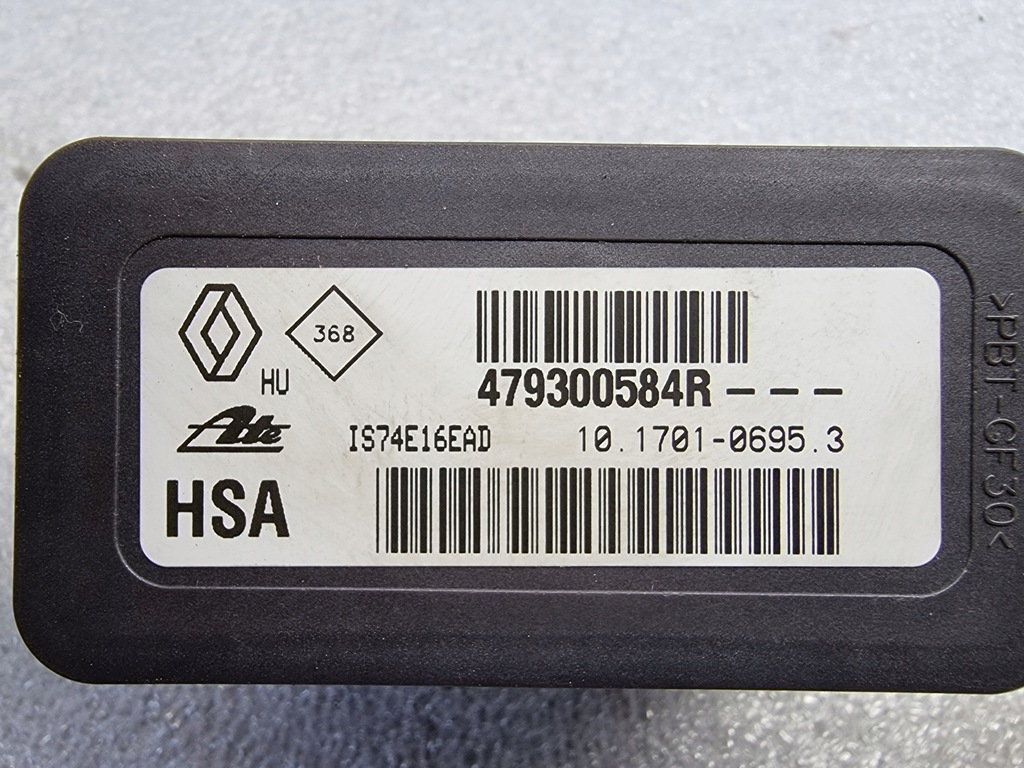 368
HU
479300584R---
Ate
IS74E16EAD 10.1701-0695.3
HSA
>PBT-GF30<